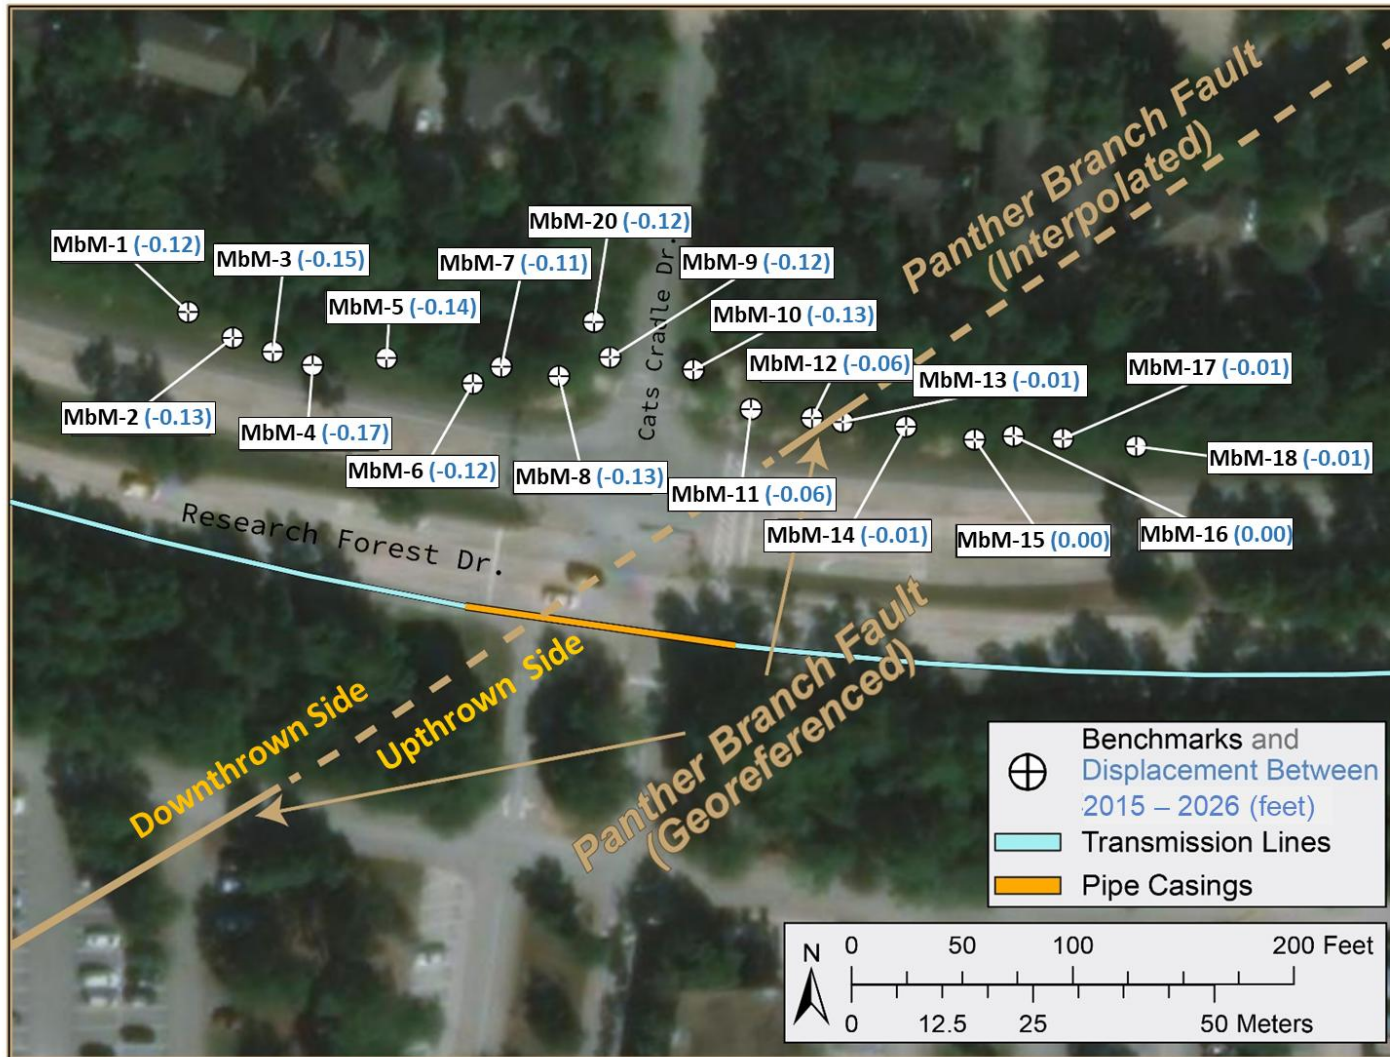 Panther Branch Fault
(Interpolated)
MbM-20 (-0.12)
MbM-1 (-0.12)
MbM-3 (-0.15)
MbM-7 (-0.11)
MbM-9 (-0.12)
MbM-5 (-0.14)
MbM-10 (-0.13)
Cats Cradle Dr.
MbM-12 (-0.06)
MbM-13 (-0.01)
MbM-17 (-0.01)
MbM-2 (-0.13)
MbM-4 (-0.17)
MbM-6 (-0.12)
MbM-8 (-0.13)
MbM-11 (-0.06)
MbM-18 (-0.01)
MbM-14 (-0.01)
MbM-15 (0.00)
MbM-16 (0.00)
Research Forest Dr.
Downthrown Side
Upthrown Side
Panther Branch Fault
(Georeferenced)
Benchmarks and
Displacement Between
2015 – 2026 (feet)
Transmission Lines
Pipe Casings
N
0 50 100 200 Feet
0 12.5 25 50 Meters